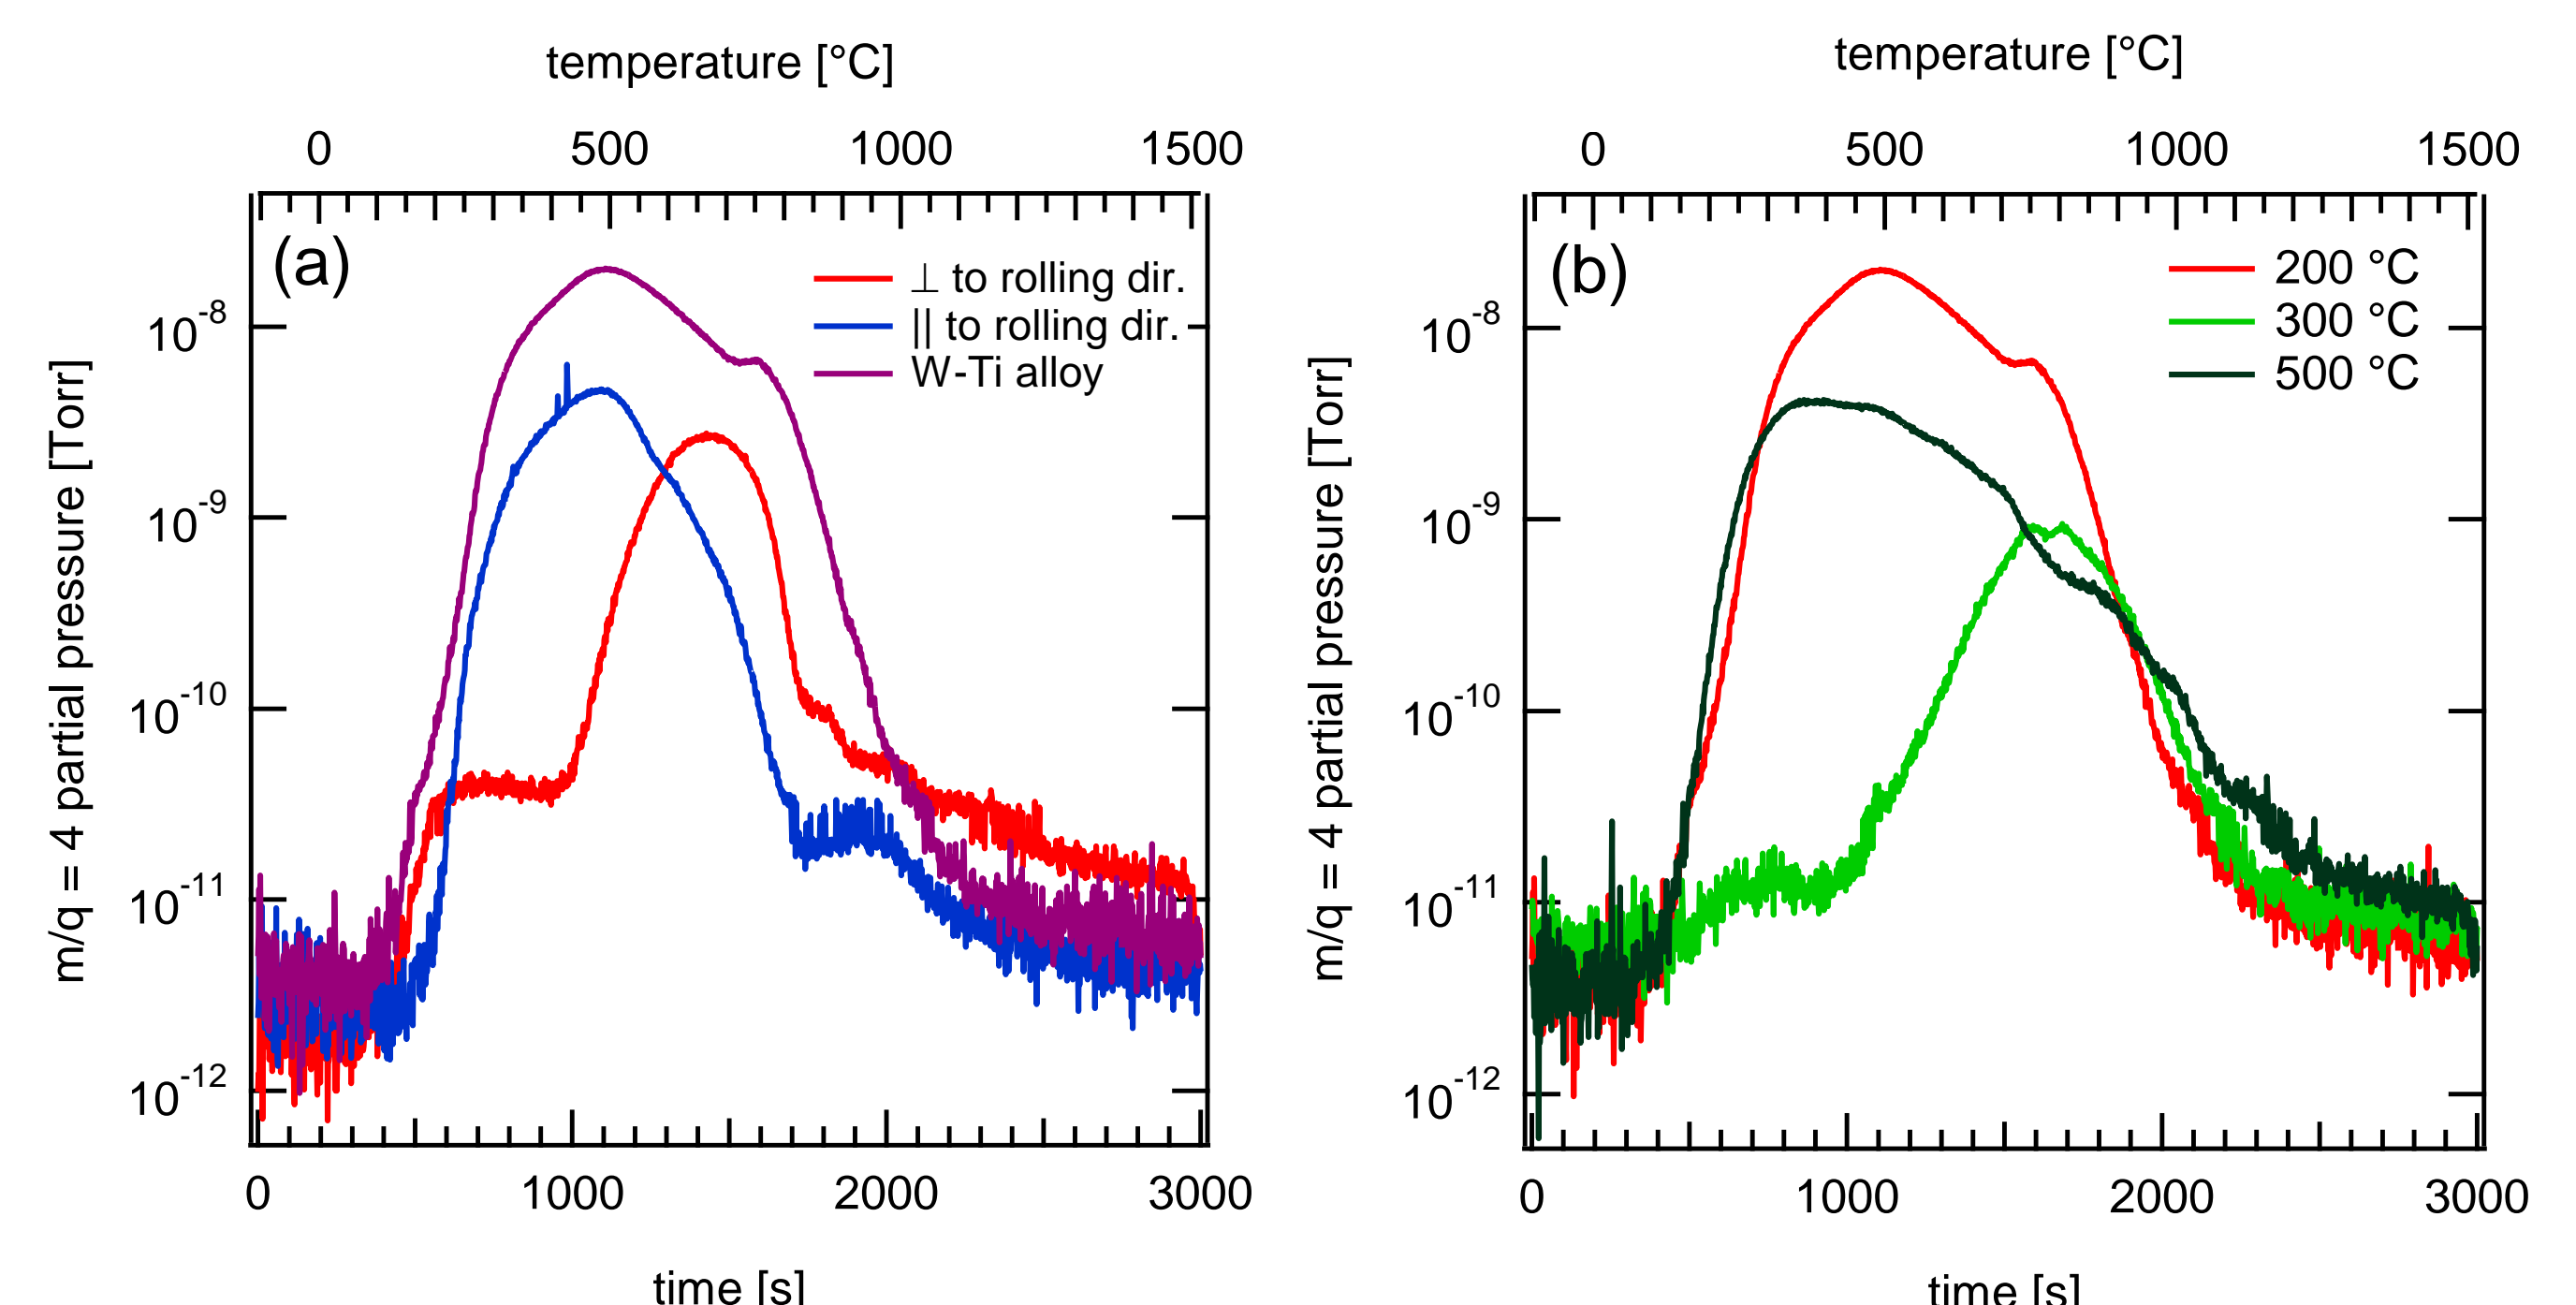 temperature [°C]
0 500 1000 1500
(a)
⊥ to rolling dir.
|| to rolling dir.
W-Ti alloy
m/q = 4 partial pressure [Torr]
10-8
10-9
10-10
10-11
10-12
0 1000 2000 3000
time [s]
temperature [°C]
0 500 1000 1500
(b)
200 °C
300 °C
500 °C
m/q = 4 partial pressure [Torr]
10-8
10-9
10-10
10-11
10-12
0 1000 2000 3000
time [s]